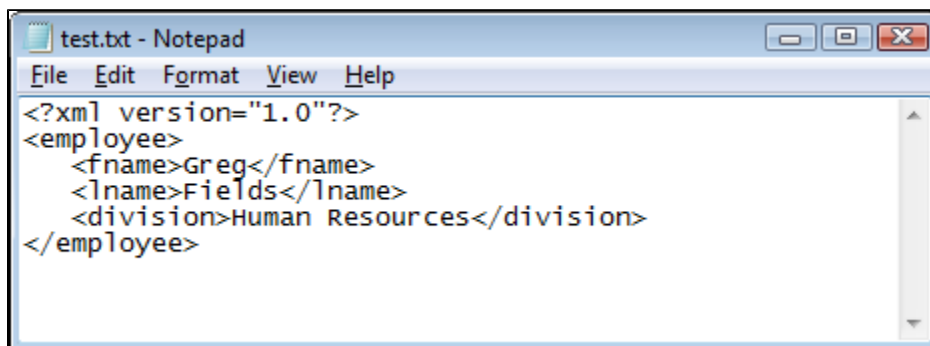 test.txt - Notepad
File Edit Format View Help
<?xml version="1.0"?>
<employee>
   <fname>Greg</fname>
   <lname>Fields</lname>
   <division>Human Resources</division>
</employee>